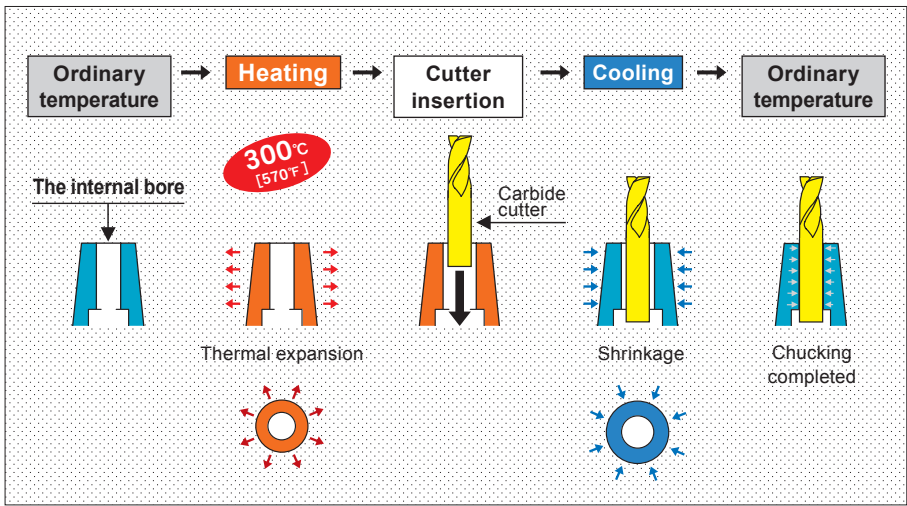 Ordinary
temperature
Heating
Cutter
insertion
Cooling
Ordinary
temperature
300℃
[570℉]
The internal bore
Carbide
cutter
Thermal expansion
Shrinkage
Chucking
completed